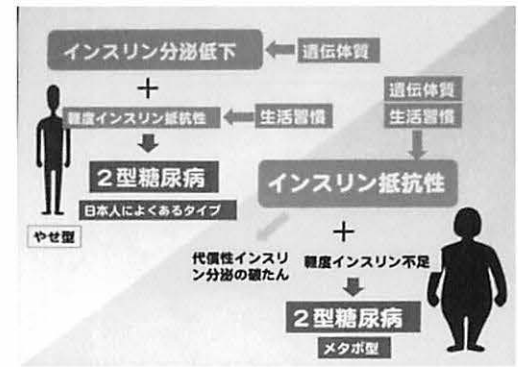 インスリン分泌低下
遺伝体質
+
軽度インスリン抵抗性
生活習慣
2型糖尿病
日本人によくあるタイプ
やせ型
遺伝体質
生活習慣
インスリン抵抗性
+
代償性インスリ
ン分泌の破たん
軽度インスリン不足
2型糖尿病
メタボ型